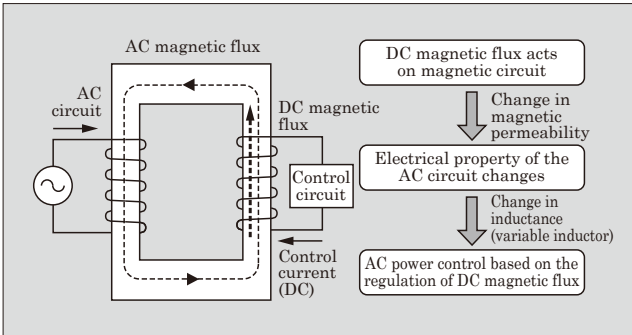 AC magnetic flux
AC
circuit
DC magnetic
flux
Control
circuit
Control
current
(DC)
DC magnetic flux acts
on magnetic circuit
Change in
magnetic
permeability
Electrical property of the
AC circuit changes
Change in
inductance
(variable inductor)
AC power control based on the
regulation of DC magnetic flux